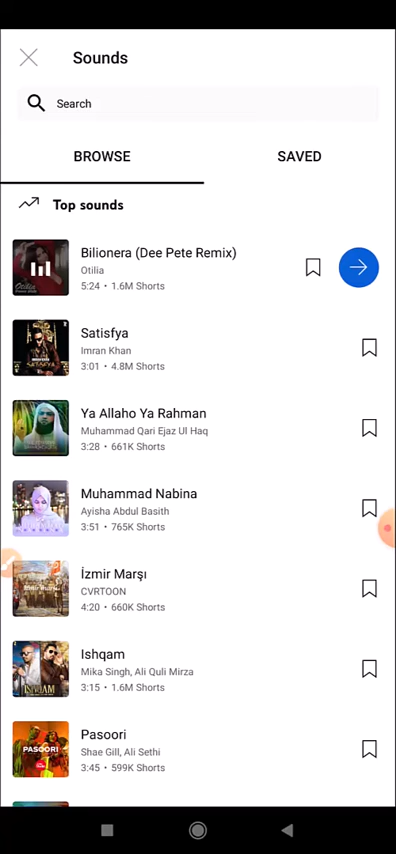 Sounds
Search
BROWSE
SAVED
Top sounds
Bilionera (Dee Pete Remix)
Otilia
5:24 • 1.6M Shorts
Satisfya
Imran Khan
3:01 • 4.8M Shorts
Ya Allaho Ya Rahman
Muhammad Qari Ejaz Ul Haq
3:28 • 661K Shorts
Muhammad Nabina
Ayisha Abdul Basith
3:51 • 765K Shorts
İzmir Marşı
CVRTOON
4:20 • 660K Shorts
Ishqam
Mika Singh, Ali Quli Mirza
3:15 • 1.6M Shorts
ISHQAM
Pasoori
Shae Gill, Ali Sethi
3:45 • 599K Shorts
PASOORI